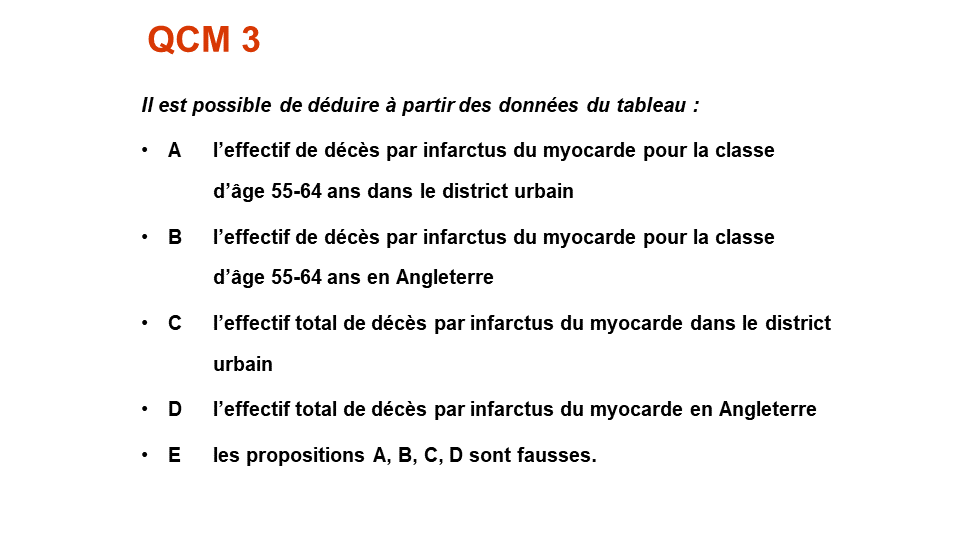 QCM 3
Il est possible de déduire à partir des données du tableau :
• A l’effectif de décès par infarctus du myocarde pour la classe
d’âge 55-64 ans dans le district urbain
• B l’effectif de décès par infarctus du myocarde pour la classe
d’âge 55-64 ans en Angleterre
• C l’effectif total de décès par infarctus du myocarde dans le district
urbain
• D l’effectif total de décès par infarctus du myocarde en Angleterre
• E les propositions A, B, C, D sont fausses.